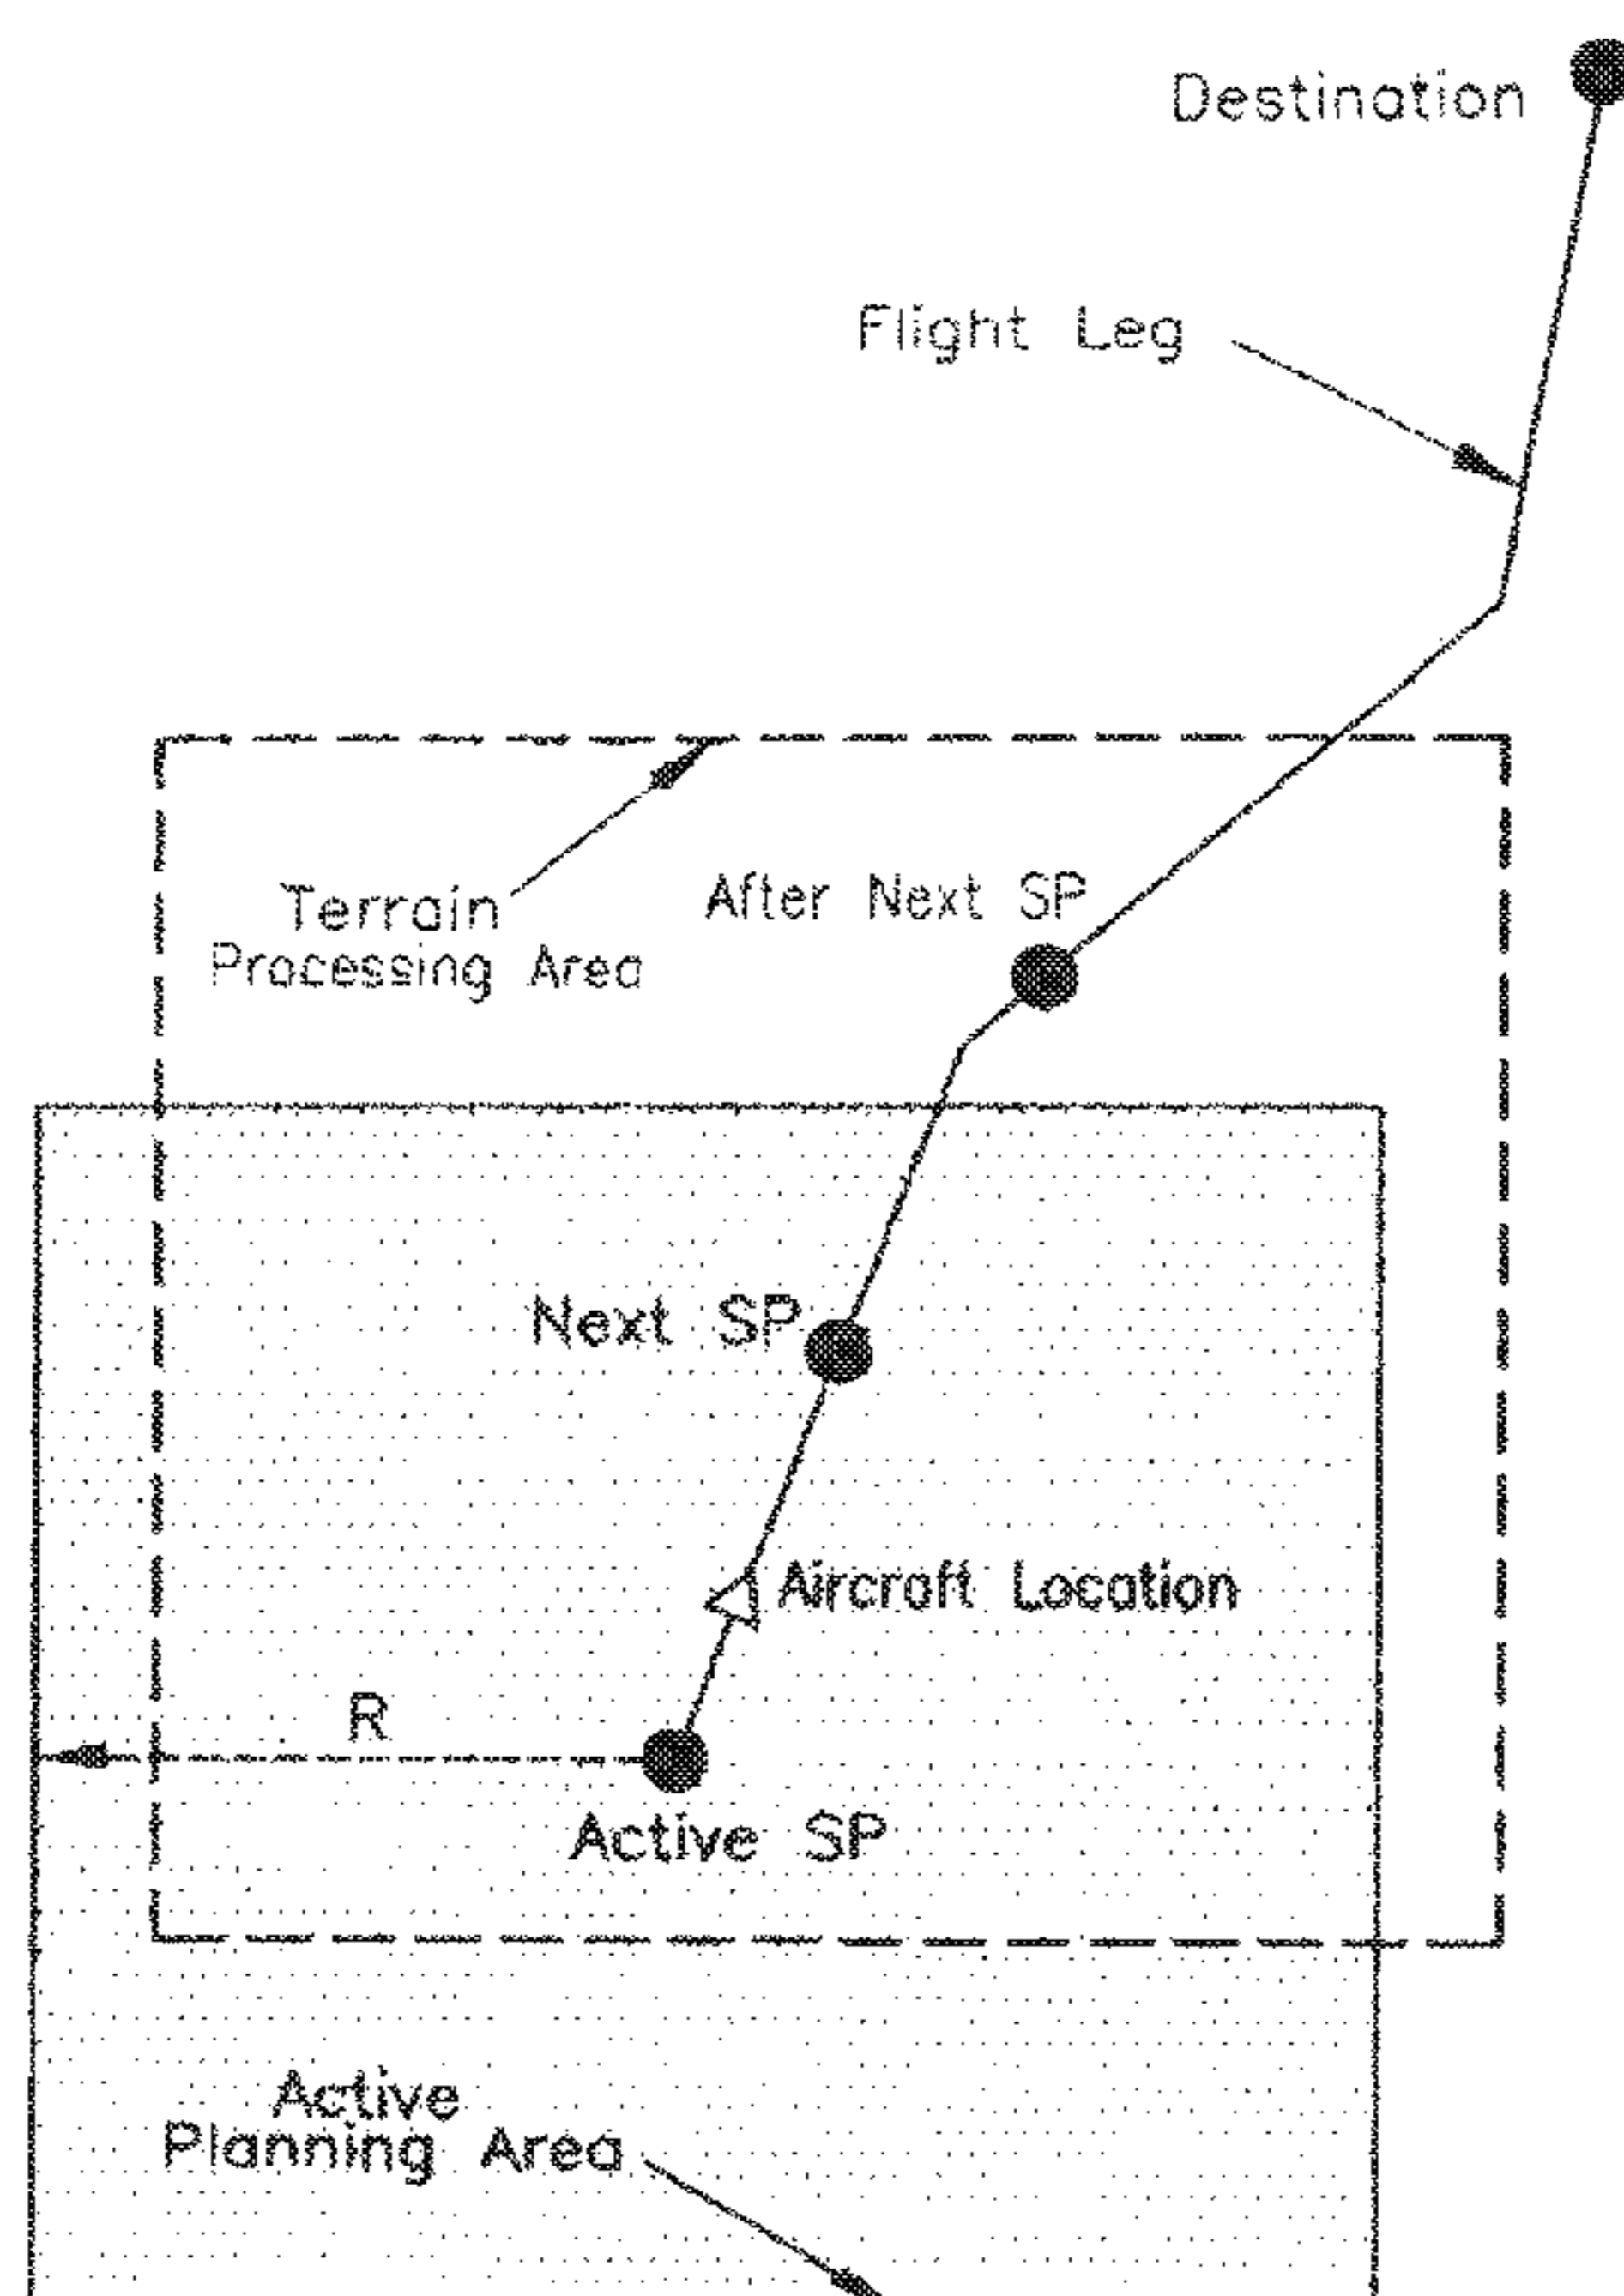 Destination
Flight Leg
Terrain
Processing Area
After Next SP
Next SP
Aircraft Location
R
Active SP
Active
Planning Area